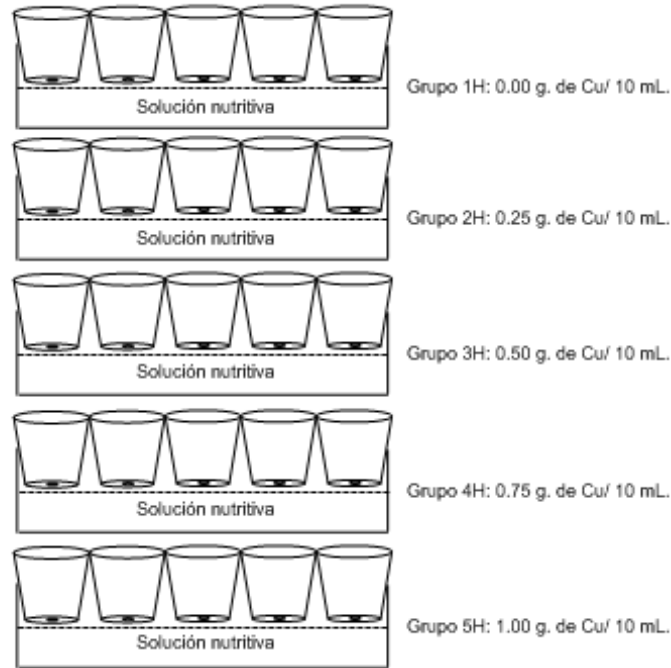 Grupo 1H: 0.00 g. de Cu/ 10 mL.
Solución nutritiva
Grupo 2H: 0.25 g. de Cu/ 10 mL.
Solución nutritiva
Grupo 3H: 0.50 g. de Cu/ 10 mL.
Solución nutritiva
Grupo 4H: 0.75 g. de Cu/ 10 mL.
Solución nutritiva
Grupo 5H: 1.00 g. de Cu/ 10 mL.
Solución nutritiva